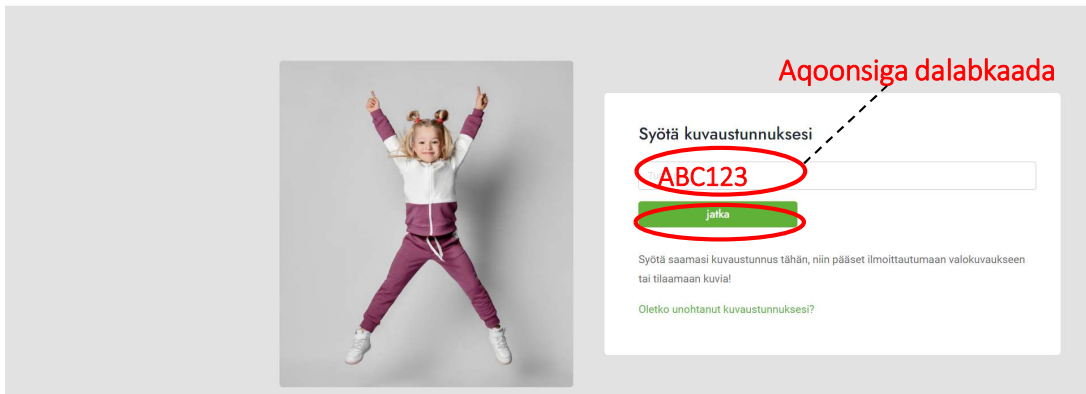 Aqoonsiga dalabkaada
Syötä kuvaustunnuksesi
ABC123
jatka
Syötä saamasi kuvaustunnus tähän, niin pääset ilmoittautumaan valokuvaukseen
tai tilaamaan kuvia!
Oletko unohtanut kuvaustunnuksesi?